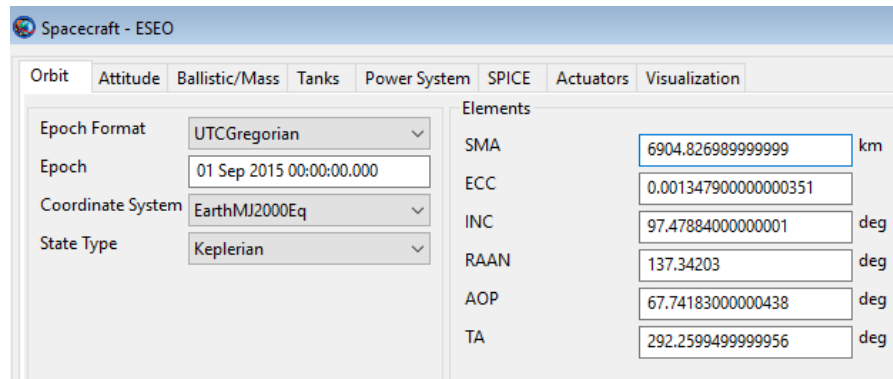 Spacecraft - ESEO
Orbit Attitude Ballistic/Mass Tanks Power System SPICE Actuators Visualization
Epoch Format UTCGregorian
Epoch 01 Sep 2015 00:00:00.000
Coordinate System EarthMJ2000Eq
State Type Keplerian
Elements
SMA 6904.826989999999 km
ECC 0.001347900000000351
INC 97.47884000000001 deg
RAAN 137.34203 deg
AOP 67.74183000000438 deg
TA 292.2599499999956 deg